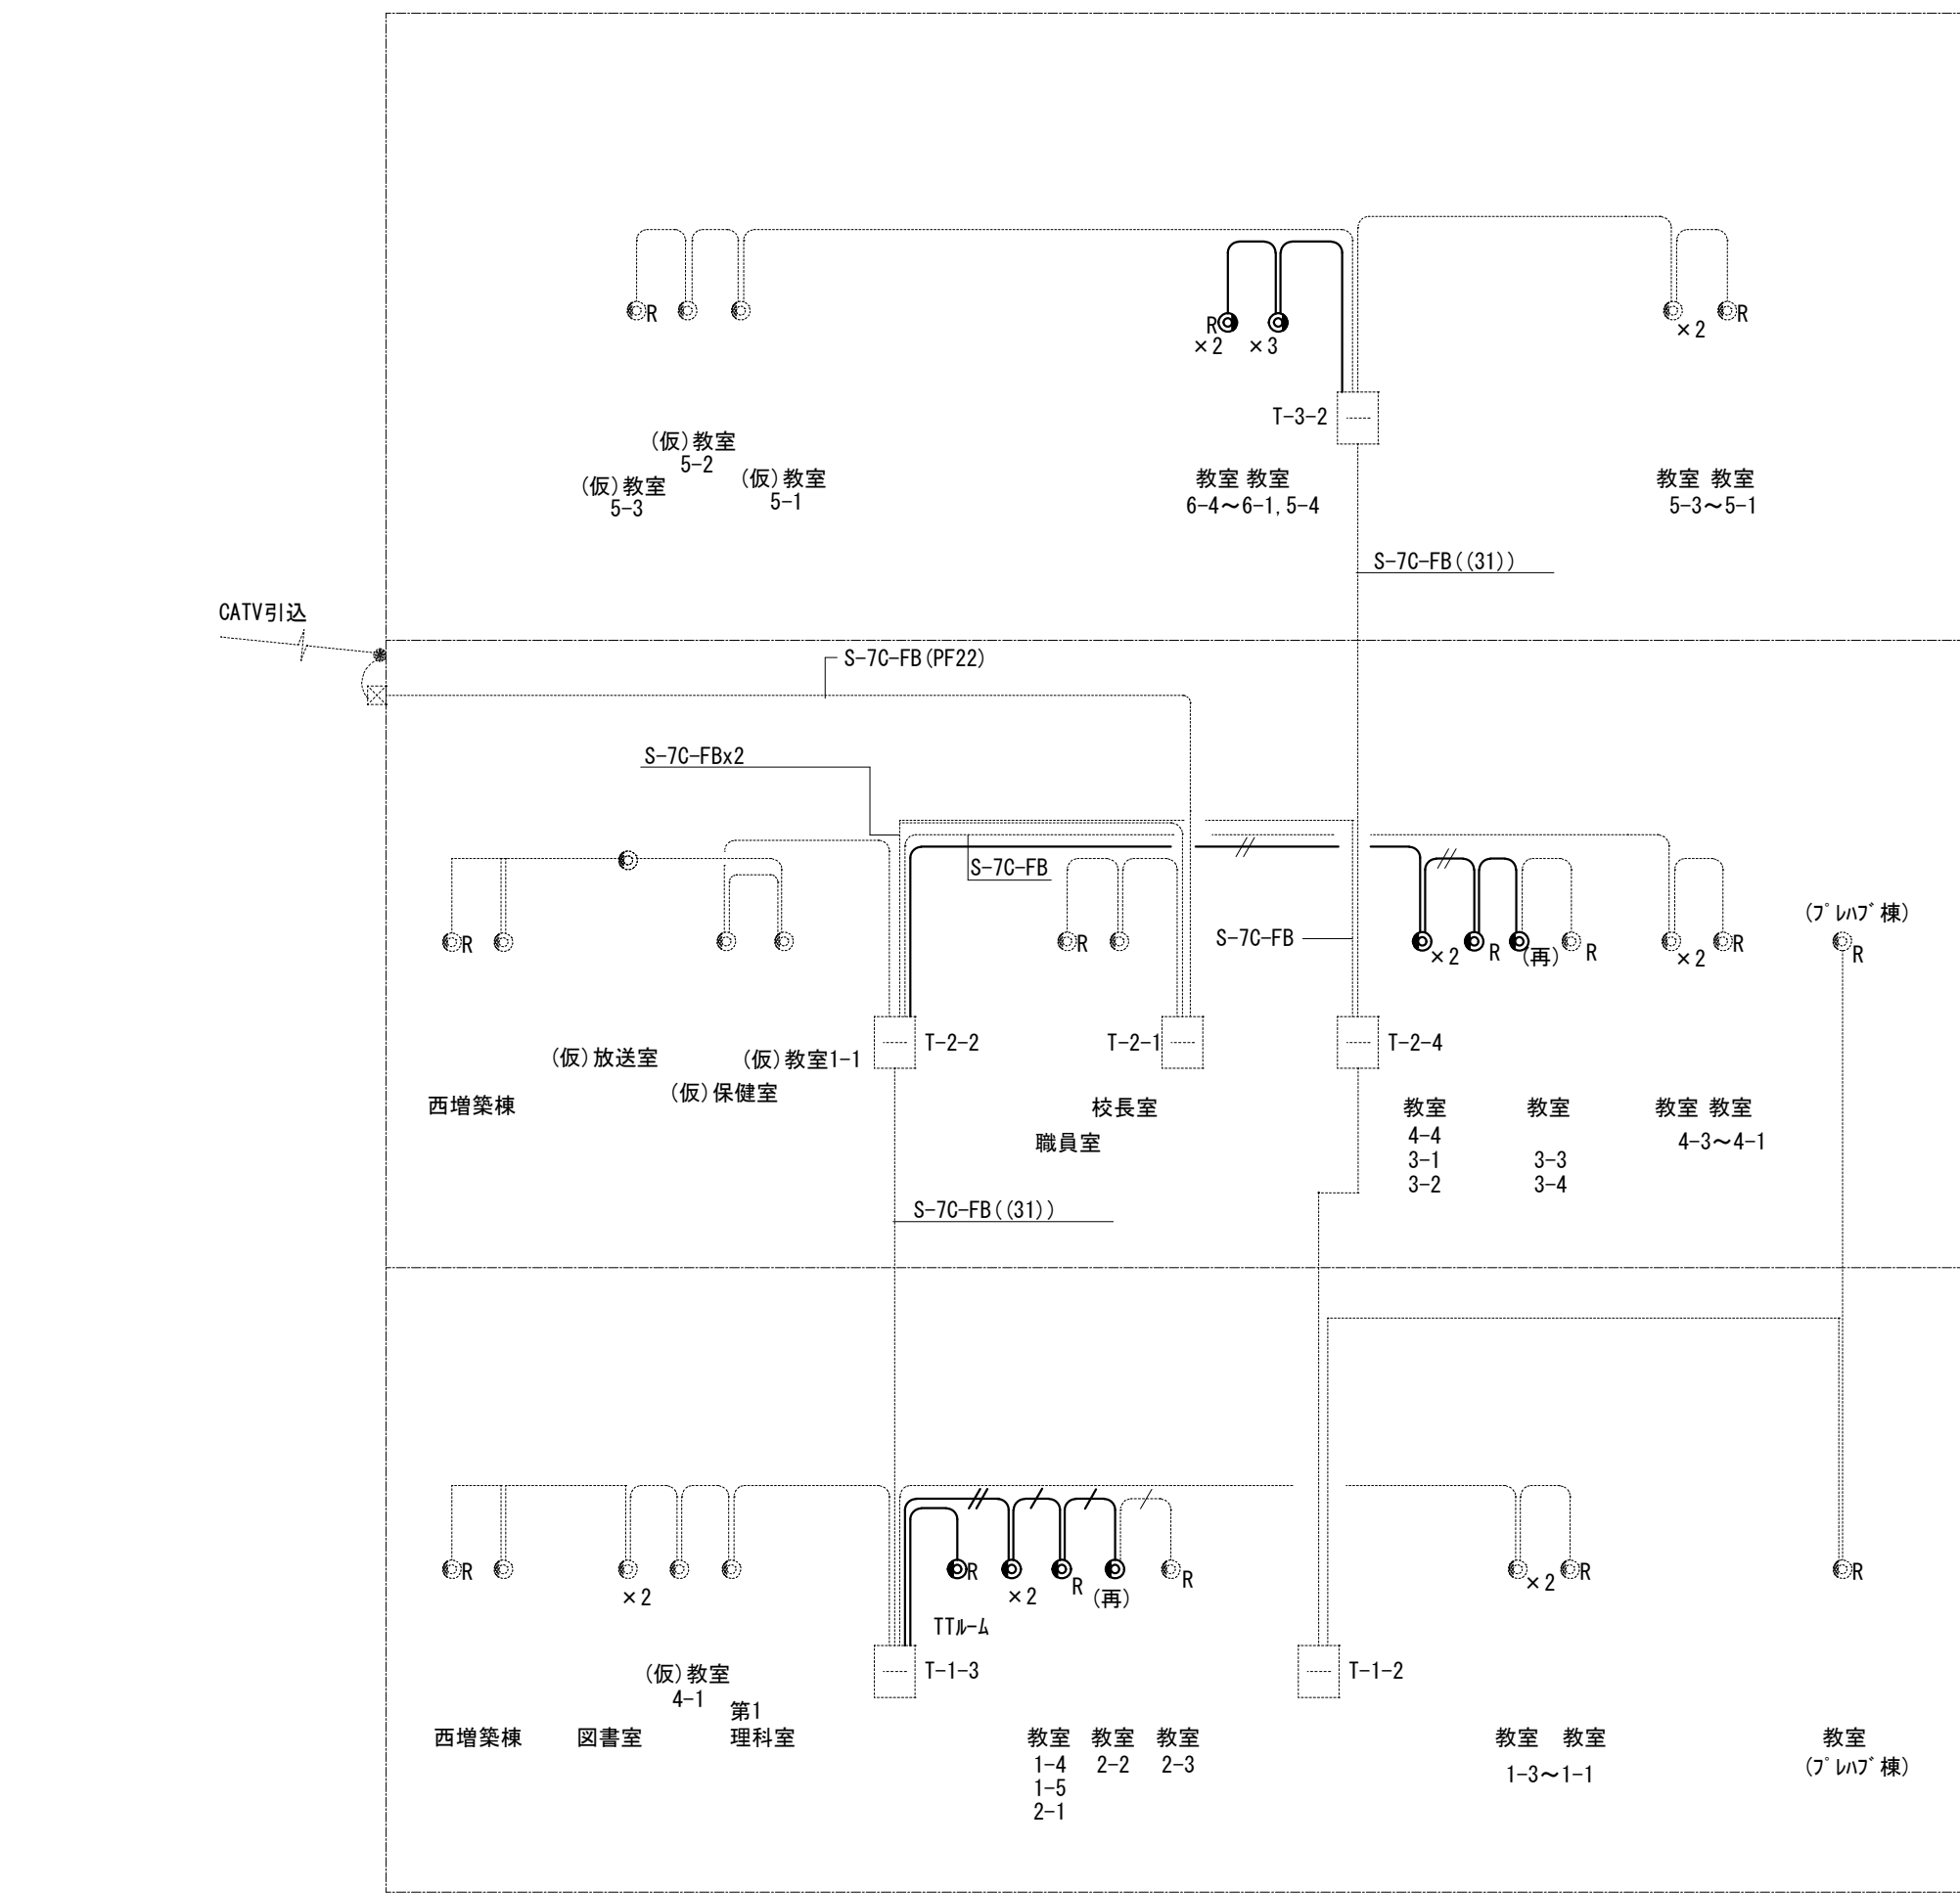 R
R
×2
×3
×2
R
T-3-2
(仮)教室
5-2
(仮)教室
5-3
(仮)教室
5-1
教室 教室
6-4～6-1,5-4
教室 教室
5-3～5-1
S-7C-FB((31))
CATV引込
S-7C-FB(PF22)
S-7C-FBx2
S-7C-FB
S-7C-FB
R
R
×2
R
(再)
R
×2
R
(ﾌﾟﾚﾊﾌﾞ棟)
R
T-2-2
T-2-1
T-2-4
(仮)放送室
(仮)教室1-1
(仮)保健室
西増築棟
校長室
職員室
教室
4-4
3-1
3-2
教室
3-3
3-4
教室 教室
4-3～4-1
S-7C-FB((31))
R
×2
R
×2
R
(再)
R
×2
R
R
TTﾙｰﾑ
T-1-3
T-1-2
(仮)教室
4-1
第1
理科室
西増築棟
図書室
教室 教室 教室
1-4 2-2 2-3
1-5
2-1
教室 教室
1-3～1-1
教室
(ﾌﾟﾚﾊﾌﾞ棟)